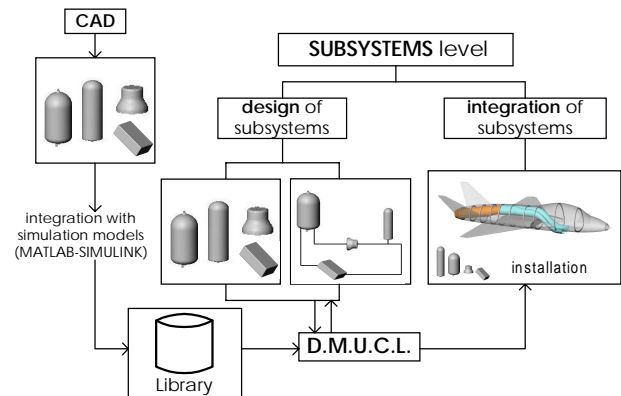 CAD
SUBSYSTEMS level
design of
subsystems
integration of
subsystems
integration with
simulation models
(MATLAB-SIMULINK)
installation
D.M.U.C.L.
Library